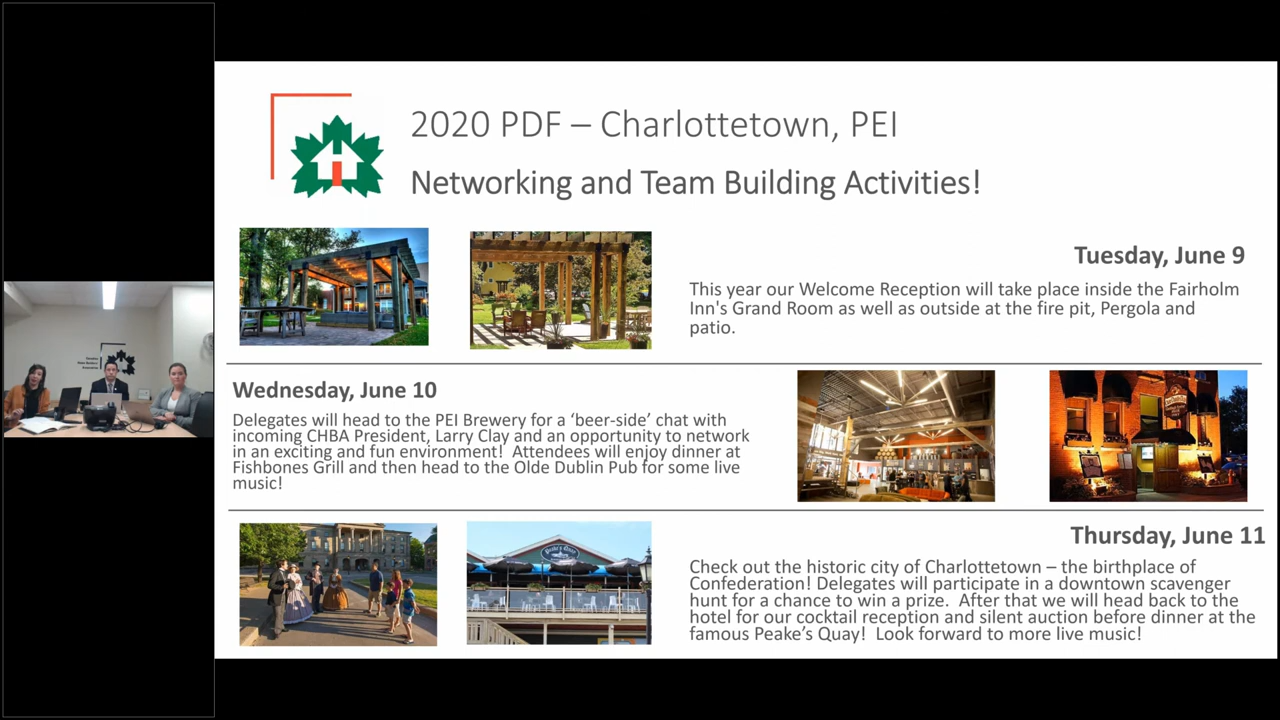 2020 PDF – Charlottetown, PEI
Networking and Team Building Activities!
Tuesday, June 9
This year our Welcome Reception will take place inside the Fairholm
Inn's Grand Room as well as outside at the fire pit, Pergola and
patio.
Wednesday, June 10
Delegates will head to the PEI Brewery for a ‘beer-side’ chat with
incoming CHBA President, Larry Clay and an opportunity to network
in an exciting and fun environment!  Attendees will enjoy dinner at
Fishbones Grill and then head to the Olde Dublin Pub for some live
music!
Thursday, June 11
Check out the historic city of Charlottetown – the birthplace of
Confederation! Delegates will participate in a downtown scavenger
hunt for a chance to win a prize.  After that we will head back to the
hotel for our cocktail reception and silent auction before dinner at the
famous Peake’s Quay!  Look forward to more live music!